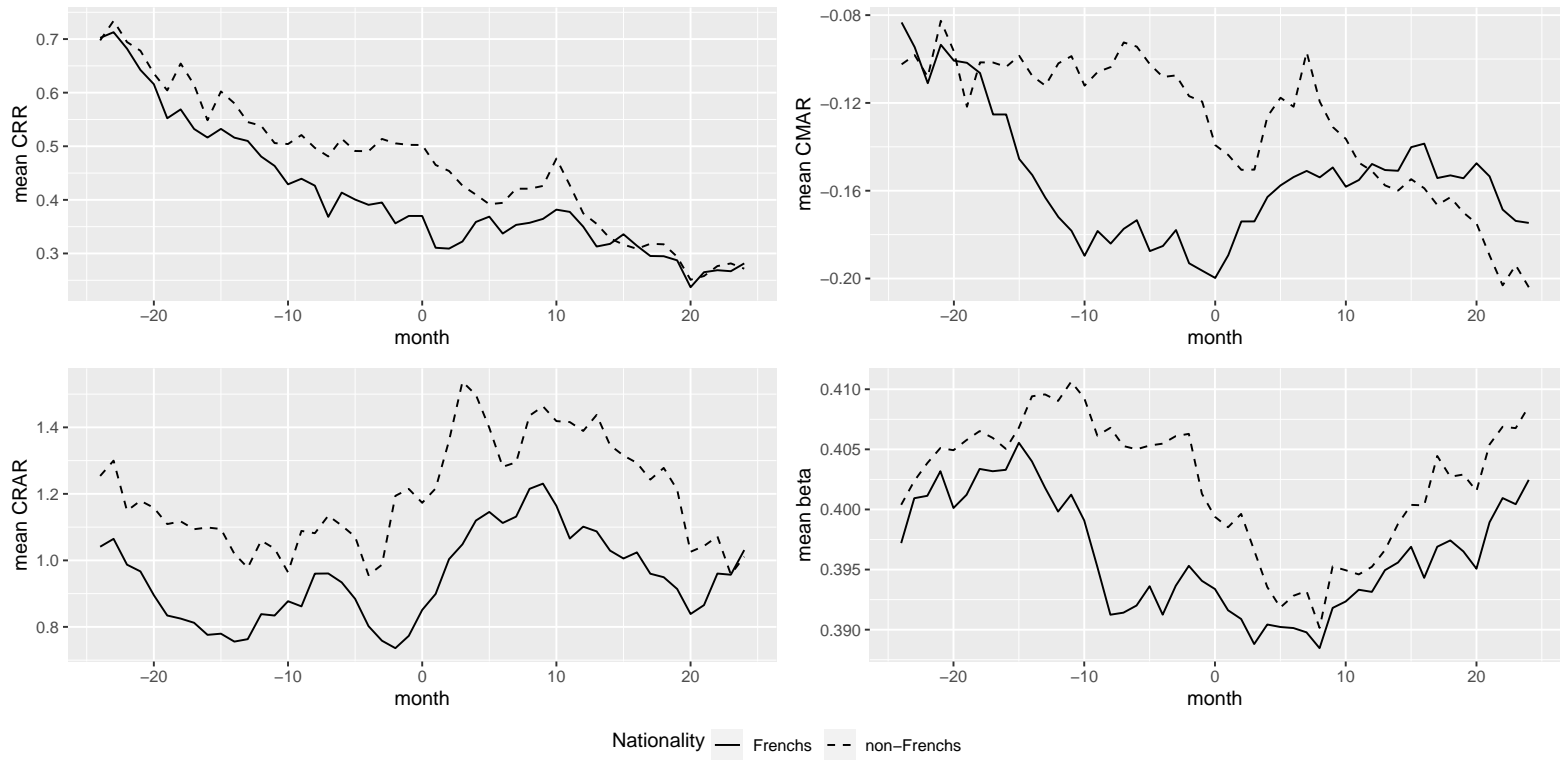 mean CRR
0.7
0.6
0.5
0.4
0.3
−20 −10 0 10 20
month
mean CMAR
−0.08
−0.12
−0.16
−0.20
−20 −10 0 10 20
month
mean CRAR
1.4
1.2
1.0
0.8
−20 −10 0 10 20
month
mean beta
0.410
0.405
0.400
0.395
0.390
−20 −10 0 10 20
month
Nationality Frenchs non−Frenchs